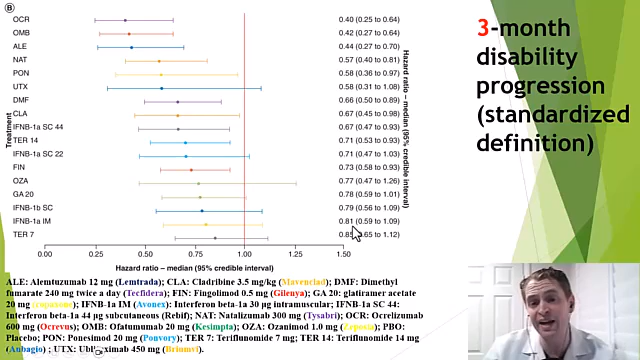 B
OCR 0.40 (0.25 to 0.64)
OMB 0.42 (0.27 to 0.64)
ALE 0.44 (0.27 to 0.70)
NAT 0.57 (0.40 to 0.81)
PON 0.58 (0.36 to 0.97)
UTX 0.58 (0.31 to 1.08)
DMF 0.66 (0.50 to 0.89)
CLA 0.67 (0.45 to 0.98)
IFNB-1a SC 44 0.67 (0.47 to 0.93)
TER 14 0.71 (0.53 to 0.93)
IFNB-1a SC 22 0.71 (0.47 to 1.03)
FIN 0.73 (0.58 to 0.93)
OZA 0.77 (0.47 to 1.26)
GA 20 0.78 (0.59 to 1.01)
IFNB-1b SC 0.79 (0.56 to 1.09)
IFNB-1a IM 0.81 (0.59 to 1.09)
TER 7 0.65 to 1.12)
Treatment
Hazard ratio – median (95% credible interval)
0.00 0.25 0.50 0.75 1.00 1.25 1.50
Hazard ratio – median (95% credible interval)
3-month
disability
progression
(standardized
definition)
ALE: Alemtuzumab 12 mg (Lemtrada); CLA: Cladribine 3.5 mg/kg (Mavenclad); DMF: Dimethyl
fumarate 240 mg twice a day (Tecfidera); FIN: Fingolimod 0.5 mg (Gilenya); GA 20: glatiramer acetate
20 mg (copaxone); IFNB-1a IM (Avonex): Interferon beta-1a 30 µg intramuscular; IFNB-1a SC 44:
Interferon beta-1a 44 µg subcutaneous (Rebif); NAT: Natalizumab 300 mg (Tysabri); OCR: Ocrelizumab
600 mg (Ocrevus); OMB: Ofatumumab 20 mg (Kesimpta); OZA: Ozanimod 1.0 mg (Zeposia); PBO:
Placebo; PON: Ponesimod 20 mg (Ponvory); TER 7: Teriflunomide 7 mg; TER 14: Teriflunomide 14 mg
(Aubagio); UTX: 450 mg (Briumvi)